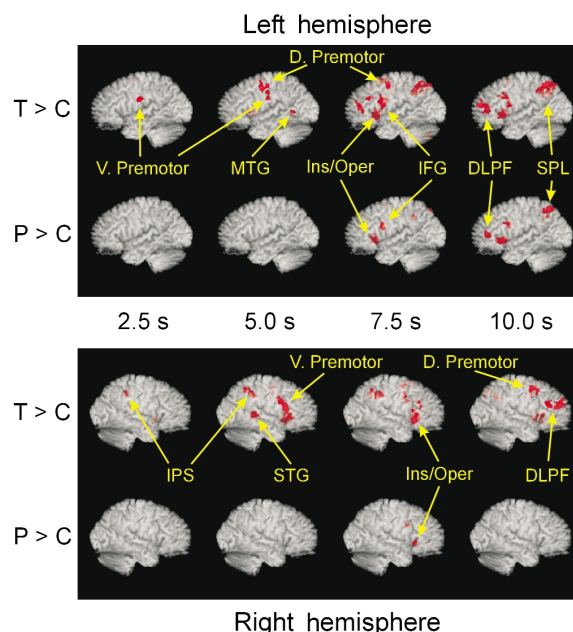 Left hemisphere
D. Premotor
T > C
V. Premotor MTG Ins/Oper IFG DLPF SPL
P > C
2.5 s 5.0 s 7.5 s 10.0 s
V. Premotor D. Premotor
T > C
IPS STG Ins/Oper DLPF
P > C
Right hemisphere